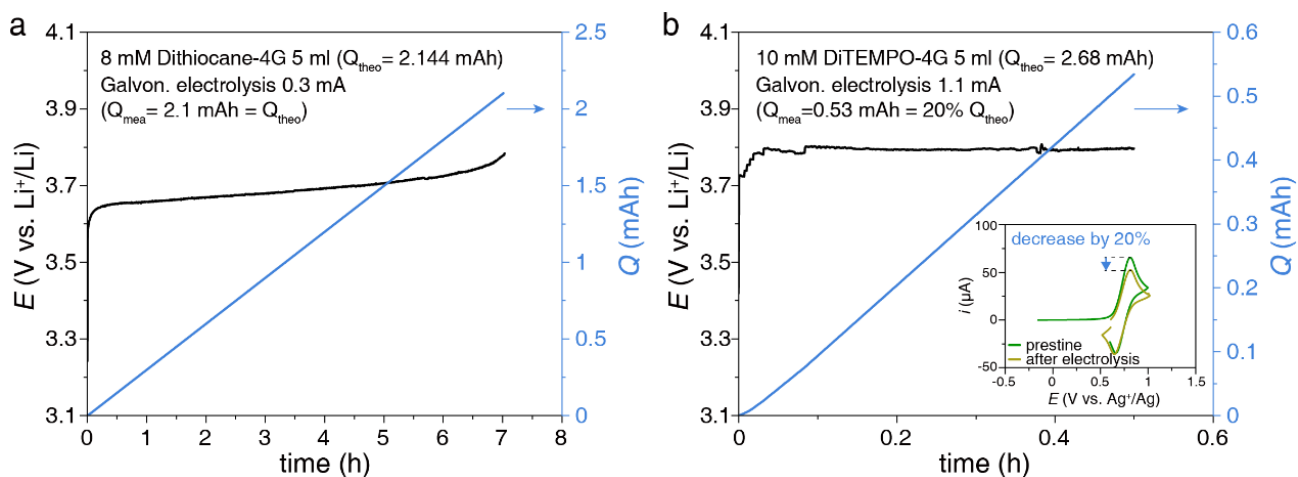 a
8 mM Dithiocane-4G 5 ml (Qtheo= 2.144 mAh)
Galvon. electrolysis 0.3 mA
(Qmea= 2.1 mAh = Qtheo)
E (V vs. Li⁺/Li)
4.1
3.9
3.7
3.5
3.3
3.1
0 1 2 3 4 5 6 7 8
time (h)
2.5
2
1.5
1
0.5
0
Q (mAh)
b
10 mM DiTEMPO-4G 5 ml (Qtheo= 2.68 mAh)
Galvon. electrolysis 1.1 mA
(Qmea=0.53 mAh = 20% Qtheo)
E (V vs. Li⁺/Li)
4.1
3.9
3.7
3.5
3.3
3.1
0 0.2 0.4 0.6
time (h)
0.6
0.5
0.4
0.3
0.2
0.1
0
Q (mAh)
decrease by 20%
i (µA)
100
50
0
-50
prestine
after electrolysis
-0.5 0.5 1.5
E (V vs. Ag⁺/Ag)